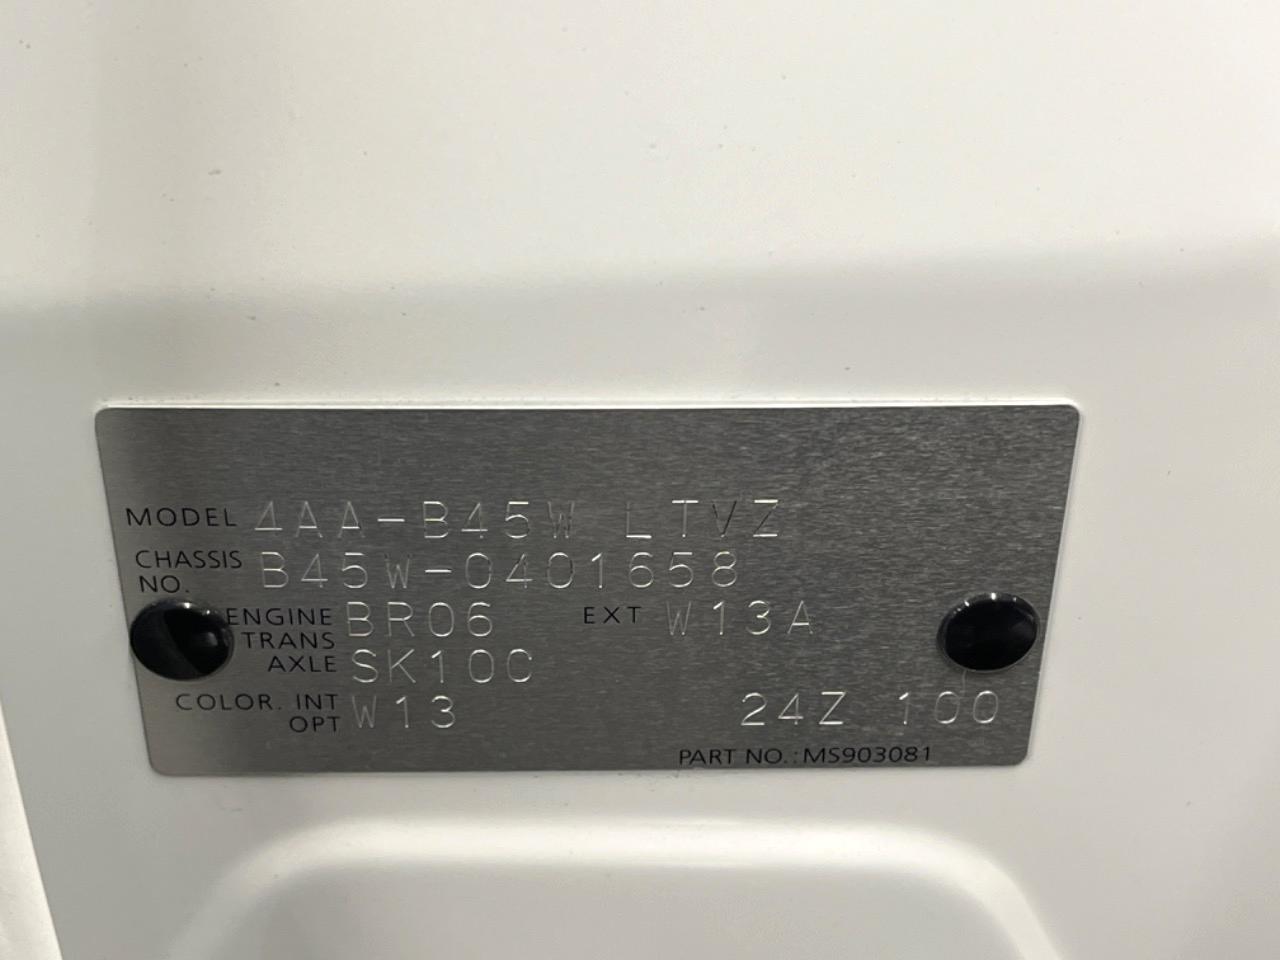 MODEL 4AA-B45W LTVZ
CHASSIS NO. B45W-0401658
ENGINE BR06 EXT W13A
TRANS AXLE SK10C
COLOR. INT OPT W13 24Z 100
PART NO.: MS903081